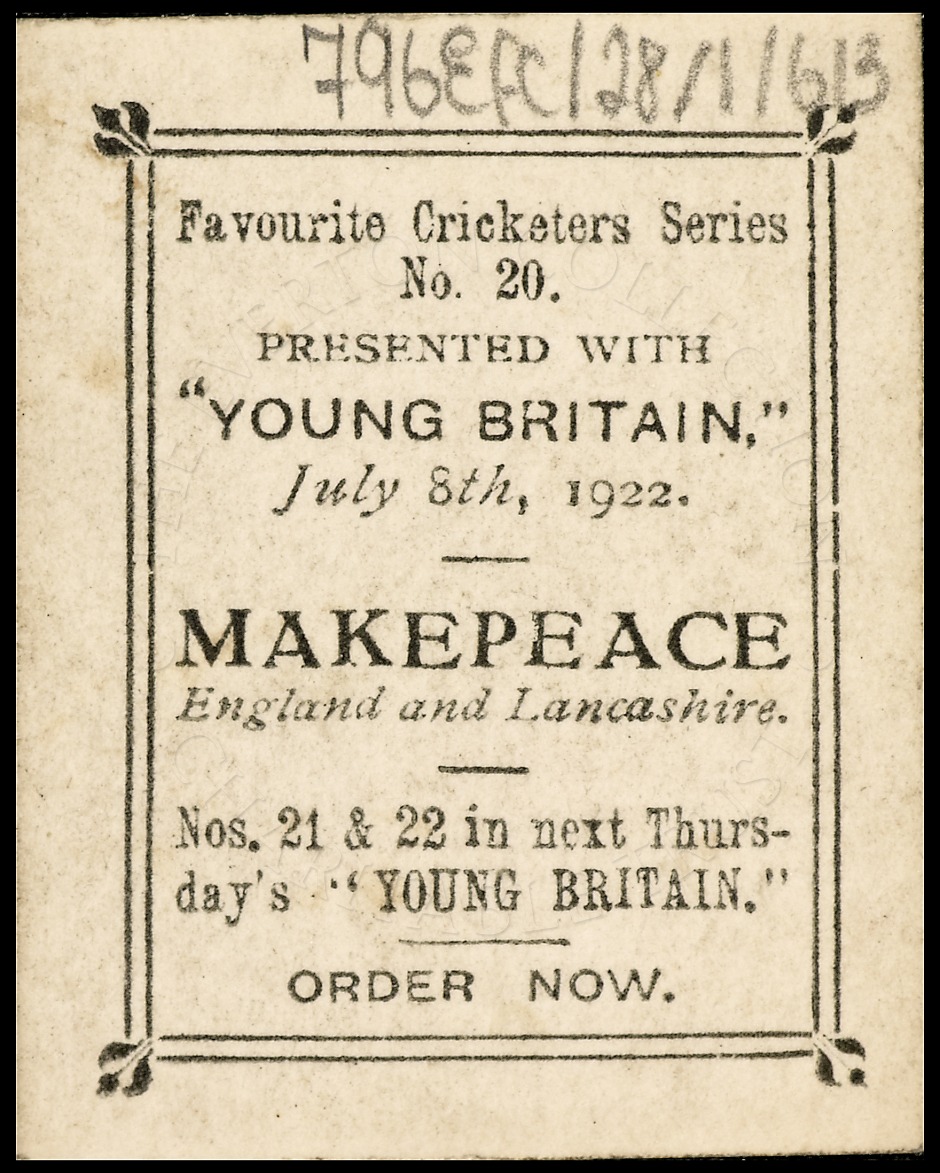 796EFC/28/1/613
Favourite Cricketers Series
No. 20.
PRESENTED WITH
"YOUNG BRITAIN,"
July 8th, 1922.
MAKEPEACE
England and Lancashire.
Nos. 21 & 22 in next Thurs-
day's "YOUNG BRITAIN."
ORDER NOW.